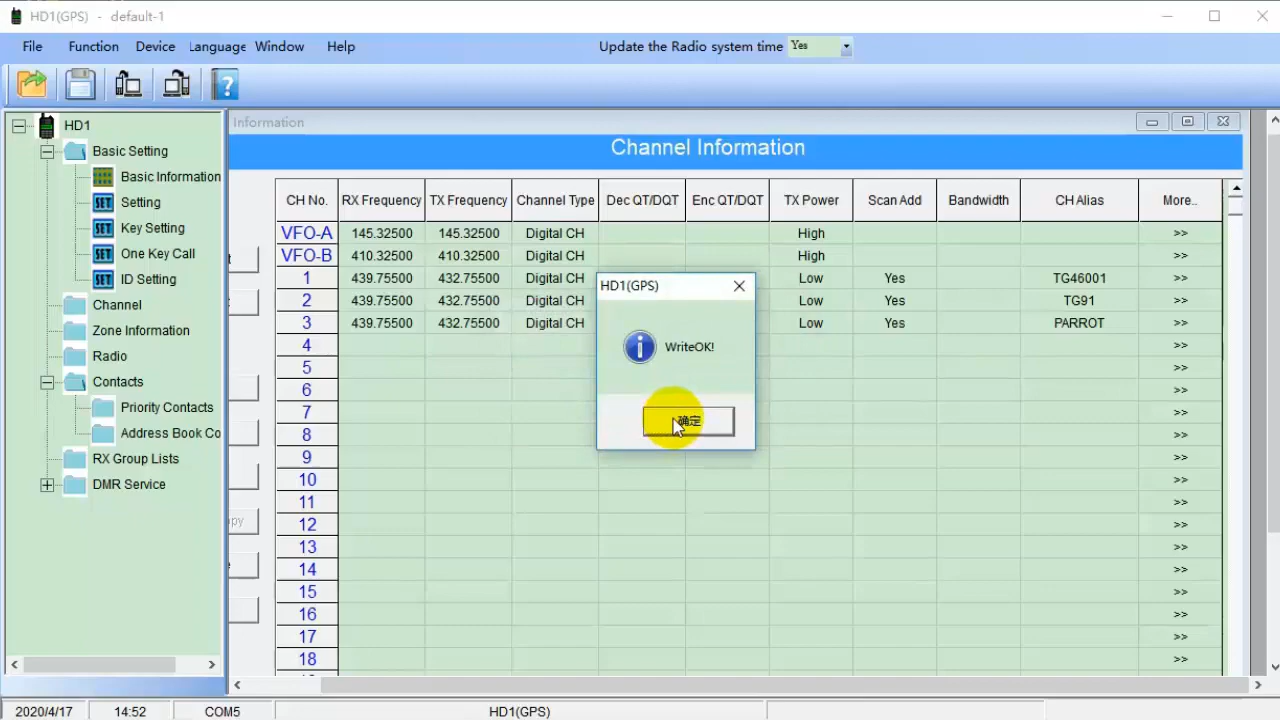 HD1(GPS) - default-1
File Function Device Language Window Help Update the Radio system time Yes
HD1
Basic Setting
Basic Information
Setting
Key Setting
One Key Call
ID Setting
Channel
Zone Information
Radio
Contacts
Priority Contacts
Address Book Co
RX Group Lists
DMR Service
Information
Channel Information
CH No. RX Frequency TX Frequency Channel Type Dec QT/DQT Enc QT/DQT TX Power Scan Add Bandwidth CH Alias More..
VFO-A 145.32500 145.32500 Digital CH High >>
VFO-B 410.32500 410.32500 Digital CH High >>
1 439.75500 432.75500 Digital CH Low Yes TG46001 >>
2 439.75500 432.75500 Digital CH Low Yes TG91 >>
3 439.75500 432.75500 Digital CH Low Yes PARROT >>
4 >>
5 >>
6 >>
7 >>
8 >>
9 >>
10 >>
11 >>
12 >>
13 >>
14 >>
15 >>
16 >>
17 >>
18 >>
HD1(GPS)
WriteOK!
确定
2020/4/17 14:52 COM5 HD1(GPS)